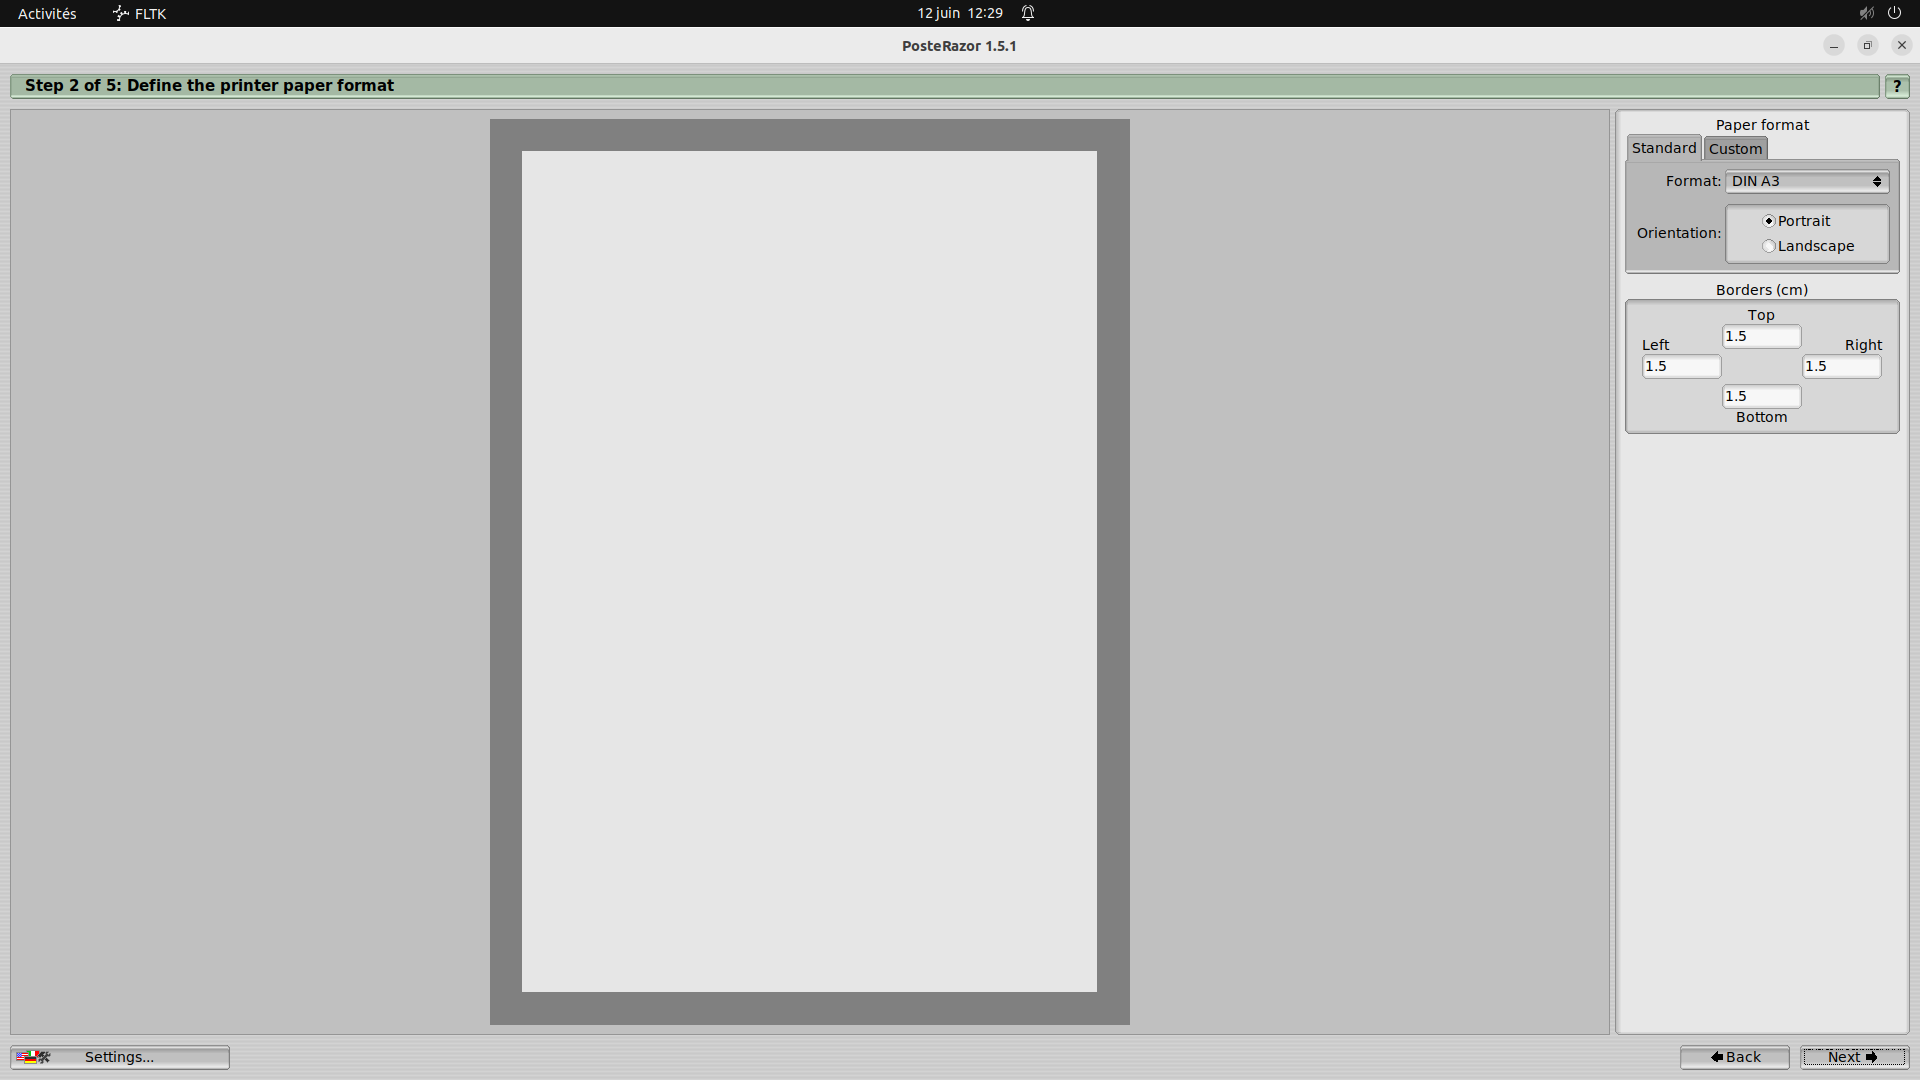 Activités FLTK 12 juin 12:29
PosteRazor 1.5.1
Step 2 of 5: Define the printer paper format ?
Paper format
Standard Custom
Format: DIN A3
Orientation: Portrait
Landscape
Borders (cm)
Top
1.5
Left Right
1.5 1.5
1.5
Bottom
Settings... Back Next